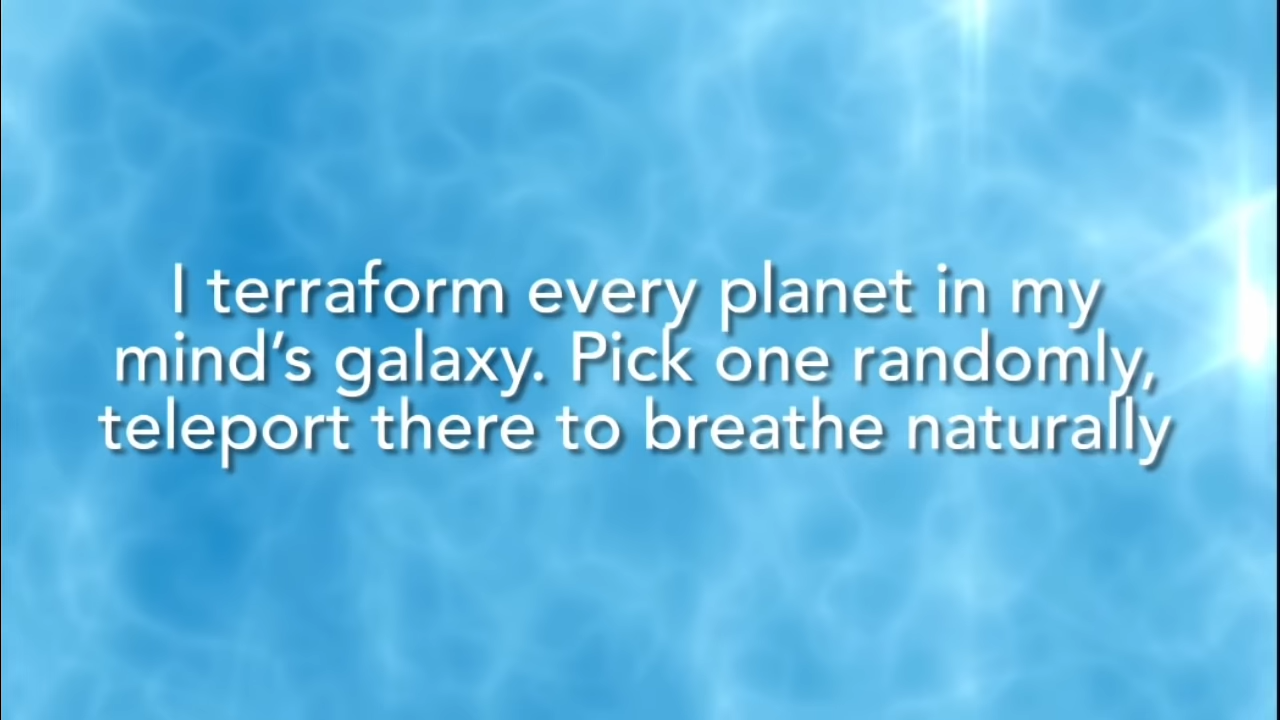 I terraform every planet in my
mind’s galaxy. Pick one randomly,
teleport there to breathe naturally